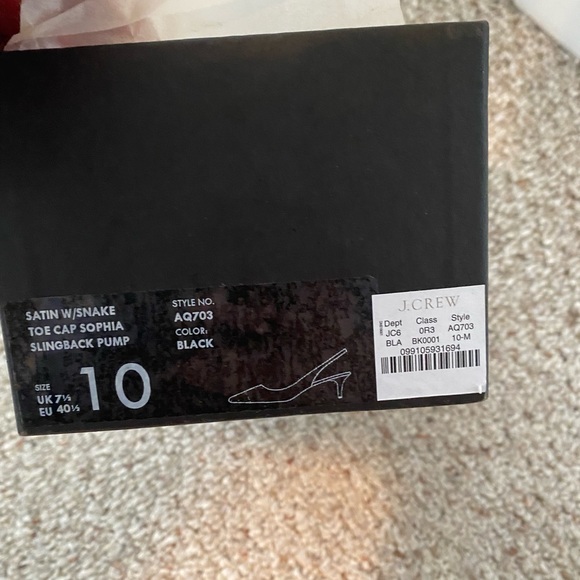 SATIN W/SNAKE
TOE CAP SOPHIA
SLINGBACK PUMP
STYLE NO.
AQ703
COLOR:
BLACK
SIZE
UK 7½
EU 40½
10
J.CREW
Dept Class Style
JC6 0R3 AQ703
BLA BK0001 10-M
099105931694